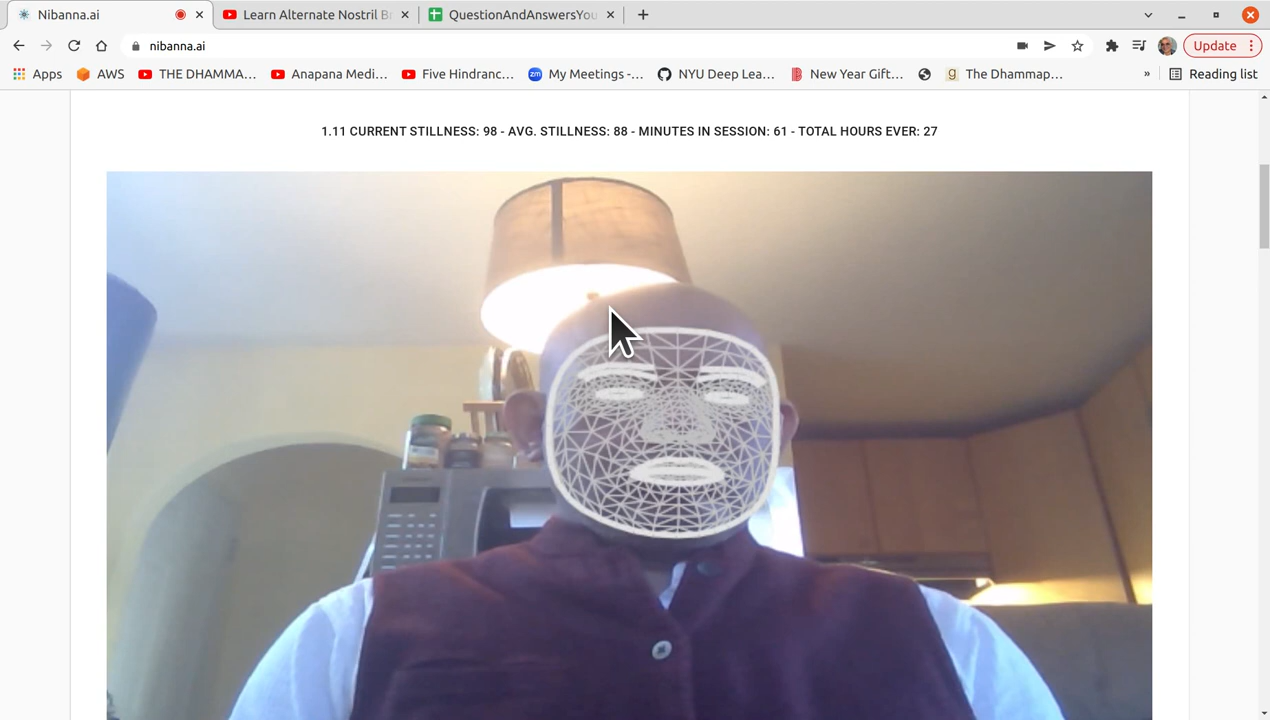 Nibanna.ai
Learn Alternate Nostril B
QuestionAndAnswersYou
nibanna.ai
Update
Apps
AWS
THE DHAMMA…
Anapana Medi…
Five Hindranc…
zm My Meetings -…
NYU Deep Lea…
New Year Gift…
g The Dhammap…
»
Reading list
1.11 CURRENT STILLNESS: 98 - AVG. STILLNESS: 88 - MINUTES IN SESSION: 61 - TOTAL HOURS EVER: 27